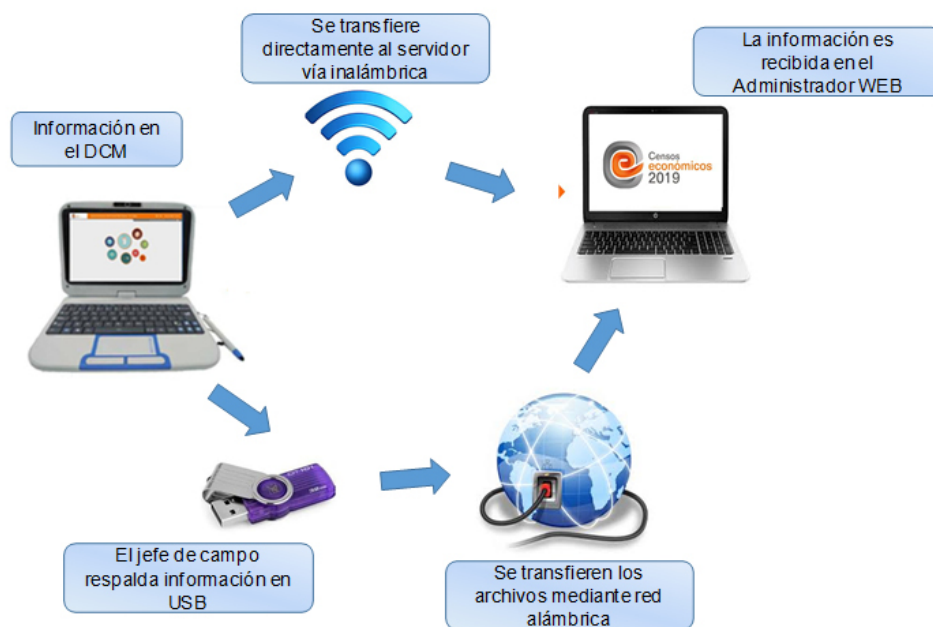 Se transfiere
directamente al servidor
vía inalámbrica
La información es
recibida en el
Administrador WEB
Información en
el DCM
Censos
económicos
2019
El jefe de campo
respalda información en
USB
Se transfieren los
archivos mediante red
alámbrica